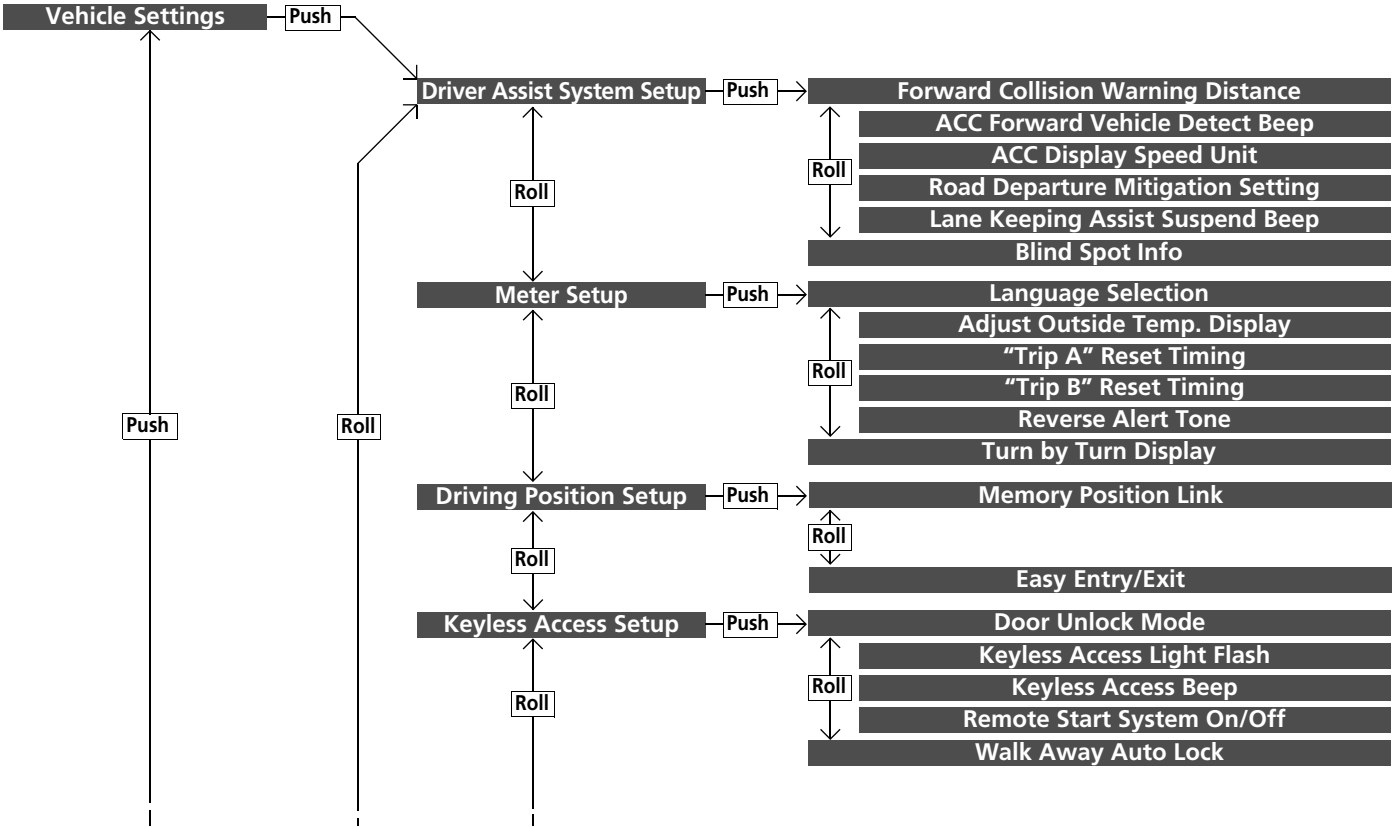 Vehicle Settings
Push
Driver Assist System Setup
Push
Forward Collision Warning Distance
ACC Forward Vehicle Detect Beep
ACC Display Speed Unit
Roll
Road Departure Mitigation Setting
Roll
Lane Keeping Assist Suspend Beep
Blind Spot Info
Meter Setup
Push
Language Selection
Adjust Outside Temp. Display
“Trip A” Reset Timing
Roll
“Trip B” Reset Timing
Roll
Reverse Alert Tone
Push
Roll
Turn by Turn Display
Driving Position Setup
Push
Memory Position Link
Roll
Roll
Easy Entry/Exit
Keyless Access Setup
Push
Door Unlock Mode
Keyless Access Light Flash
Roll
Keyless Access Beep
Roll
Remote Start System On/Off
Walk Away Auto Lock